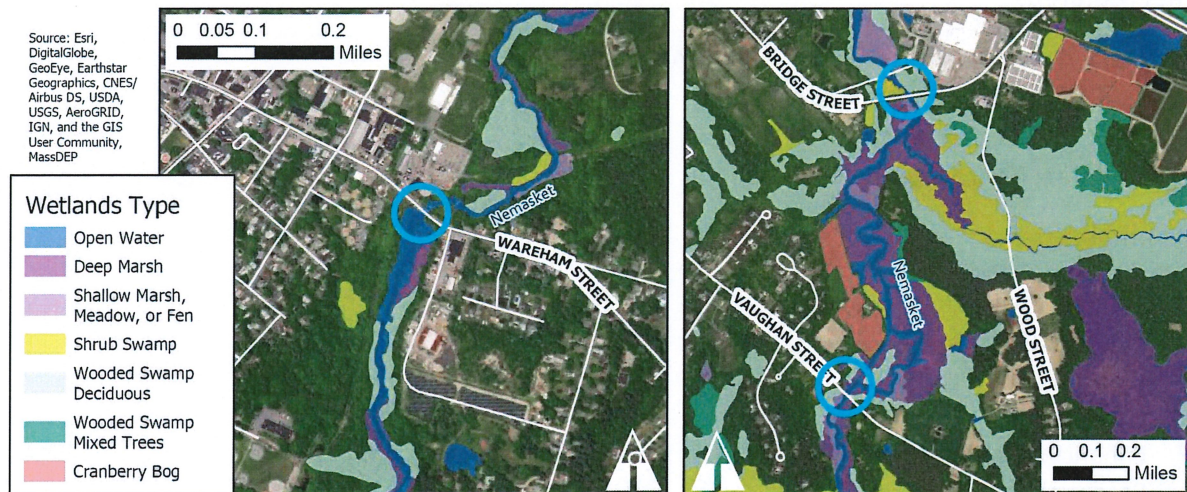 Source: Esri,
DigitalGlobe,
GeoEye, Earthstar
Geographics, CNES/
Airbus DS, USDA,
USGS, AeroGRID,
IGN, and the GIS
User Community,
MassDEP
Wetlands Type
Open Water
Deep Marsh
Shallow Marsh,
Meadow, or Fen
Shrub Swamp
Wooded Swamp
Deciduous
Wooded Swamp
Mixed Trees
Cranberry Bog
0 0.05 0.1 0.2
Miles
Nemasket
WAREHAM STREET
BRIDGE STREET
Nemasket
WOOD STREET
VAUGHAN STREET
0 0.1 0.2
Miles